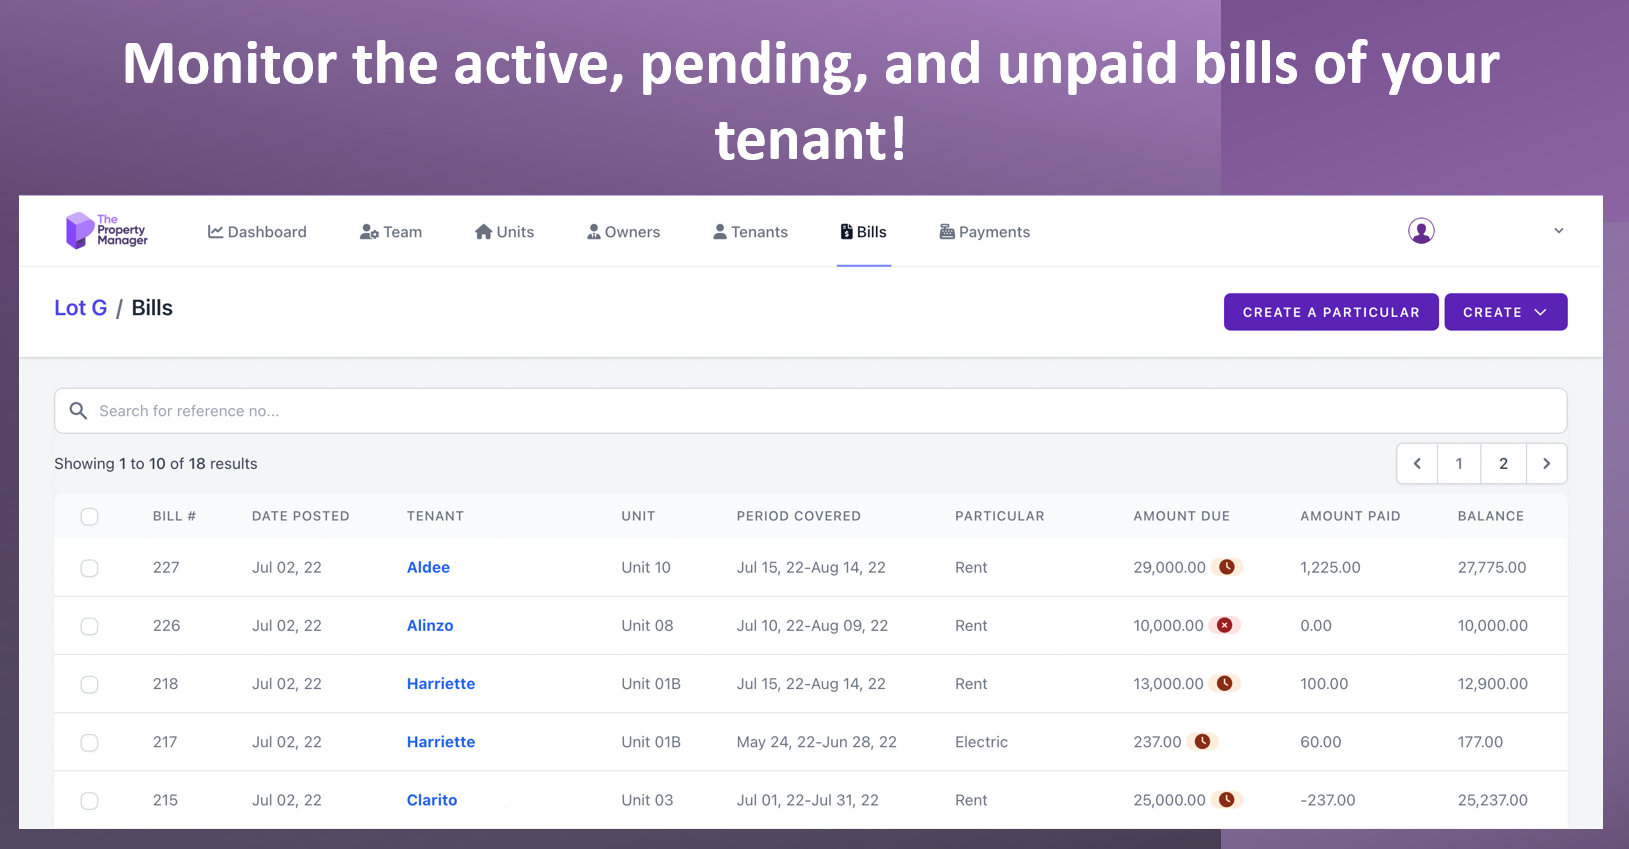 Monitor the active, pending, and unpaid bills of your
tenant!
The
Property
Manager
Dashboard Team Units Owners Tenants Bills Payments
Lot G / Bills
CREATE A PARTICULAR CREATE
Search for reference no...
Showing 1 to 10 of 18 results
1 2
BILL # DATE POSTED TENANT UNIT PERIOD COVERED PARTICULAR AMOUNT DUE AMOUNT PAID BALANCE
227 Jul 02, 22 Aldee Unit 10 Jul 15, 22-Aug 14, 22 Rent 29,000.00 1,225.00 27,775.00
226 Jul 02, 22 Alinzo Unit 08 Jul 10, 22-Aug 09, 22 Rent 10,000.00 0.00 10,000.00
218 Jul 02, 22 Harriette Unit 01B Jul 15, 22-Aug 14, 22 Rent 13,000.00 100.00 12,900.00
217 Jul 02, 22 Harriette Unit 01B May 24, 22-Jun 28, 22 Electric 237.00 60.00 177.00
215 Jul 02, 22 Clarito Unit 03 Jul 01, 22-Jul 31, 22 Rent 25,000.00 -237.00 25,237.00